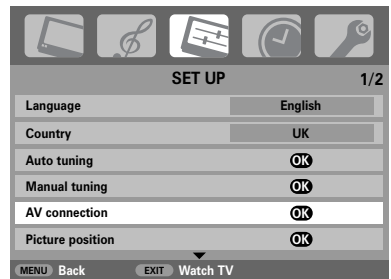 SET UP 1/2
Language English
Country UK
Auto tuning OK
Manual tuning OK
AV connection OK
Picture position OK
MENU Back EXIT Watch TV